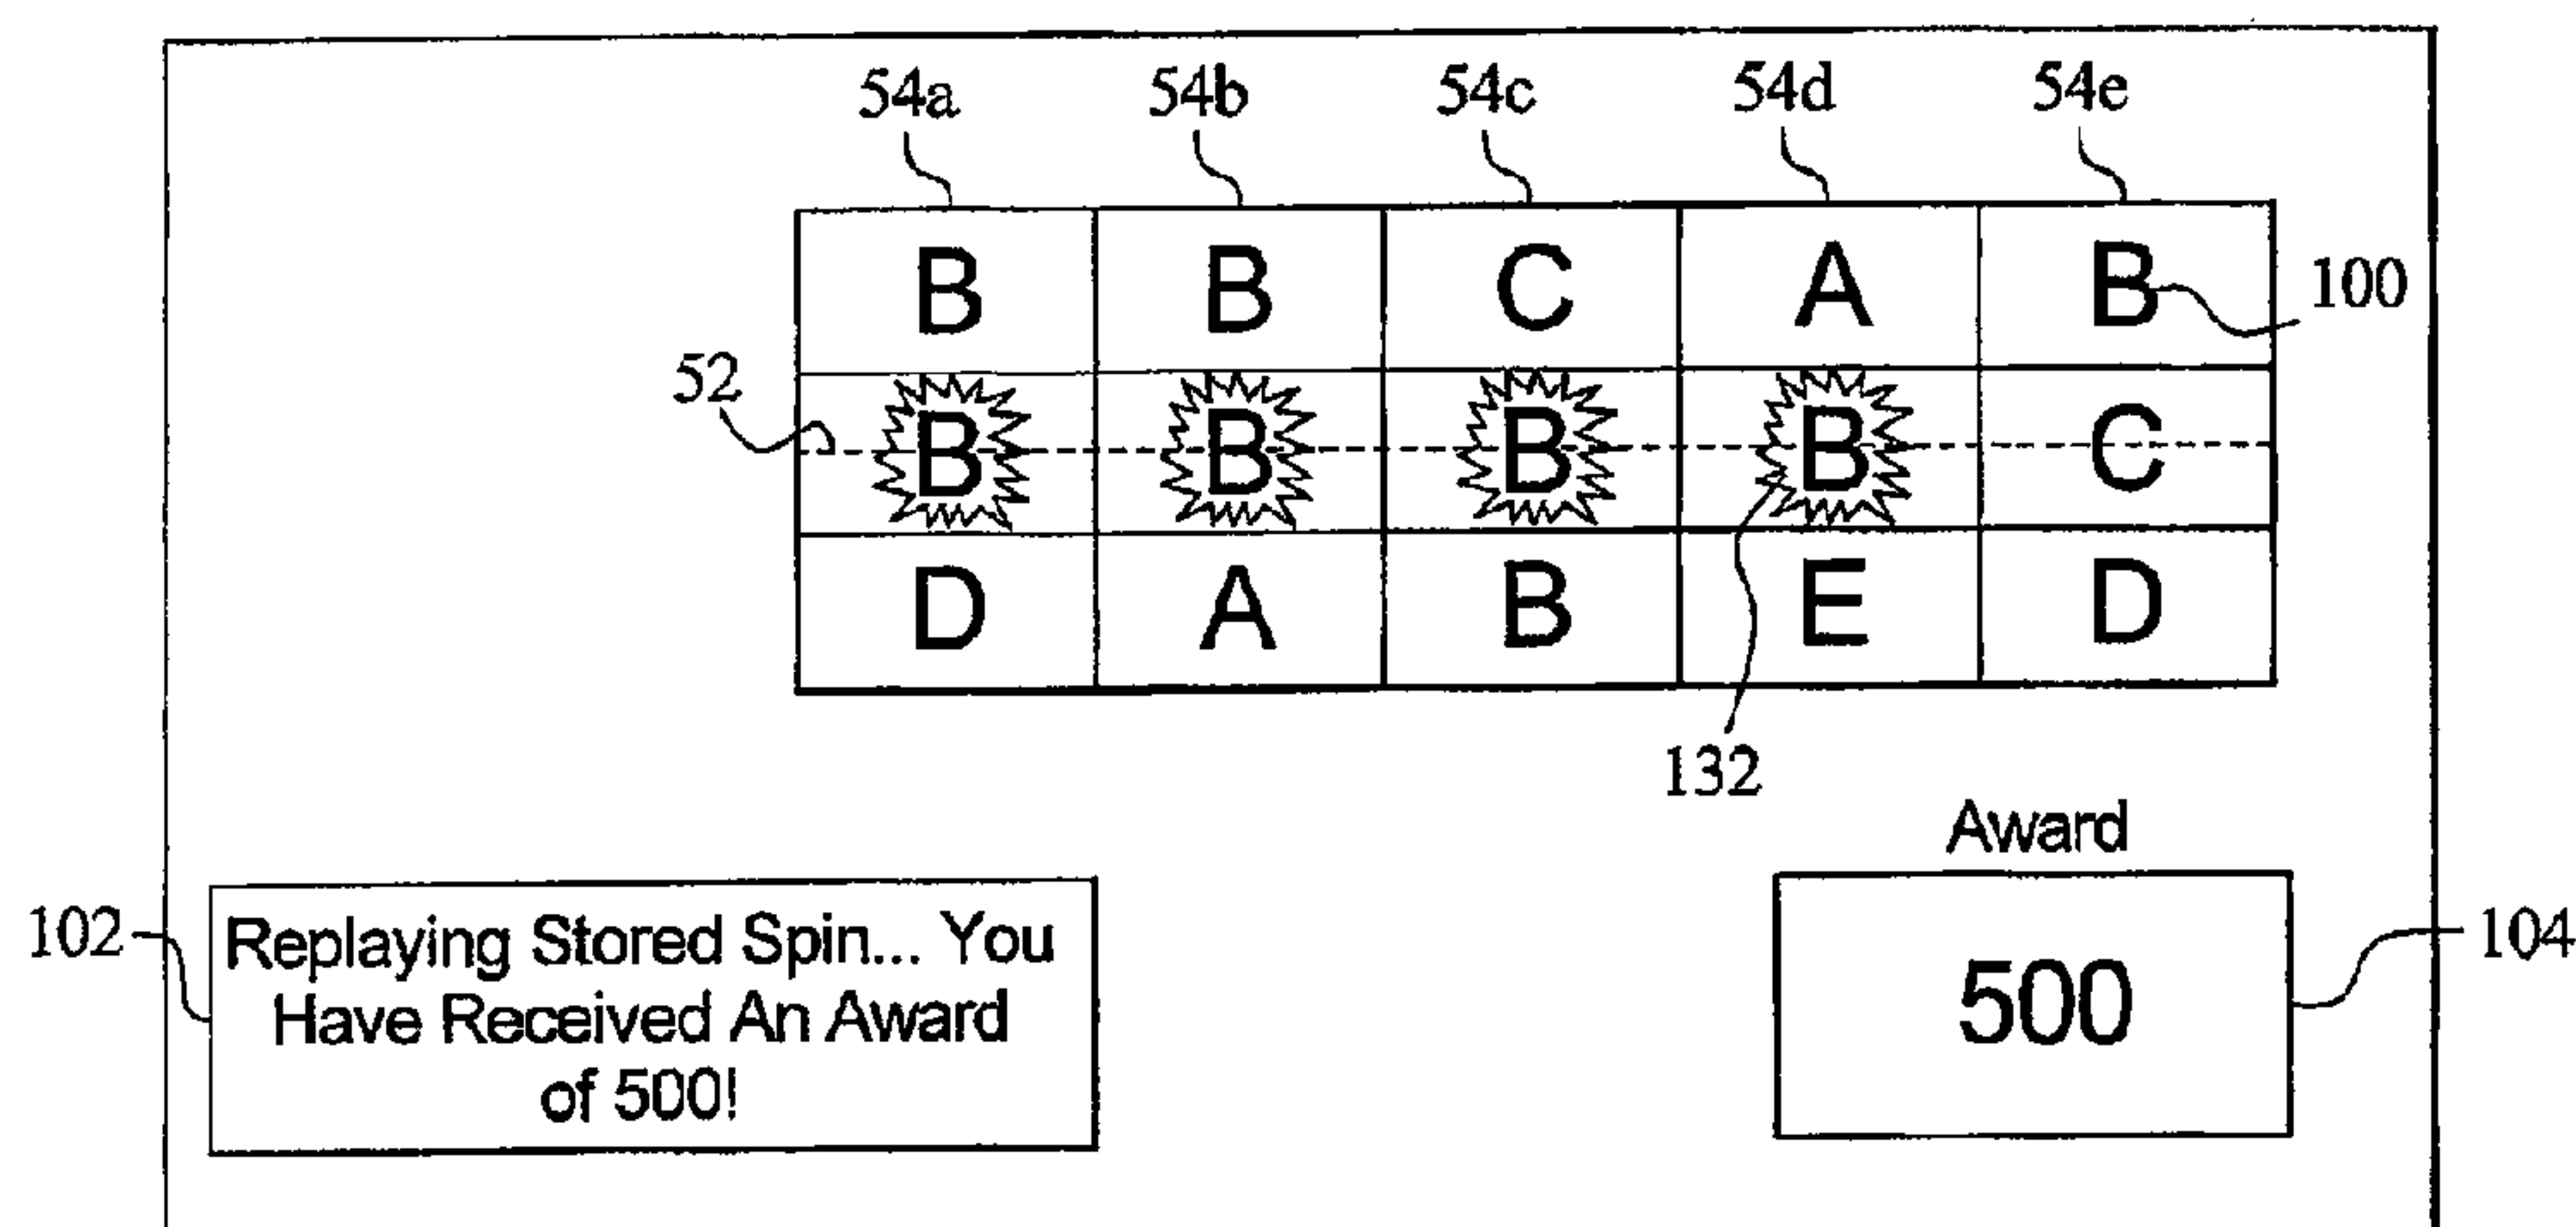 54a 54b 54c 54d 54e
B B C A B 100
52
B B B B C
D A B E D
132
Award
102 Replaying Stored Spin... You
Have Received An Award
of 500!
500 104